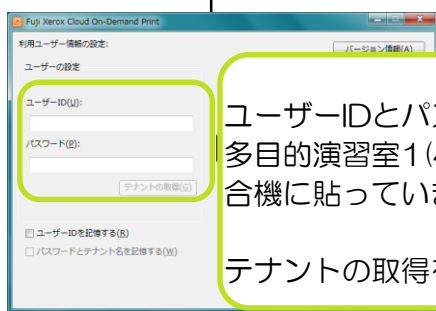 Fuji Xerox Cloud On-Demand Print
利用ユーザー情報の設定:
バージョン情報(A)
ユーザーの設定
ユーザーID(U):
パスワード(P):
テナントの取得(G)
ユーザーIDを記憶する(R)
パスワードとテナント名を記憶する(W)
ユーザーIDとパ
多目的演習室1(
合機に貼ってい
テナントの取得